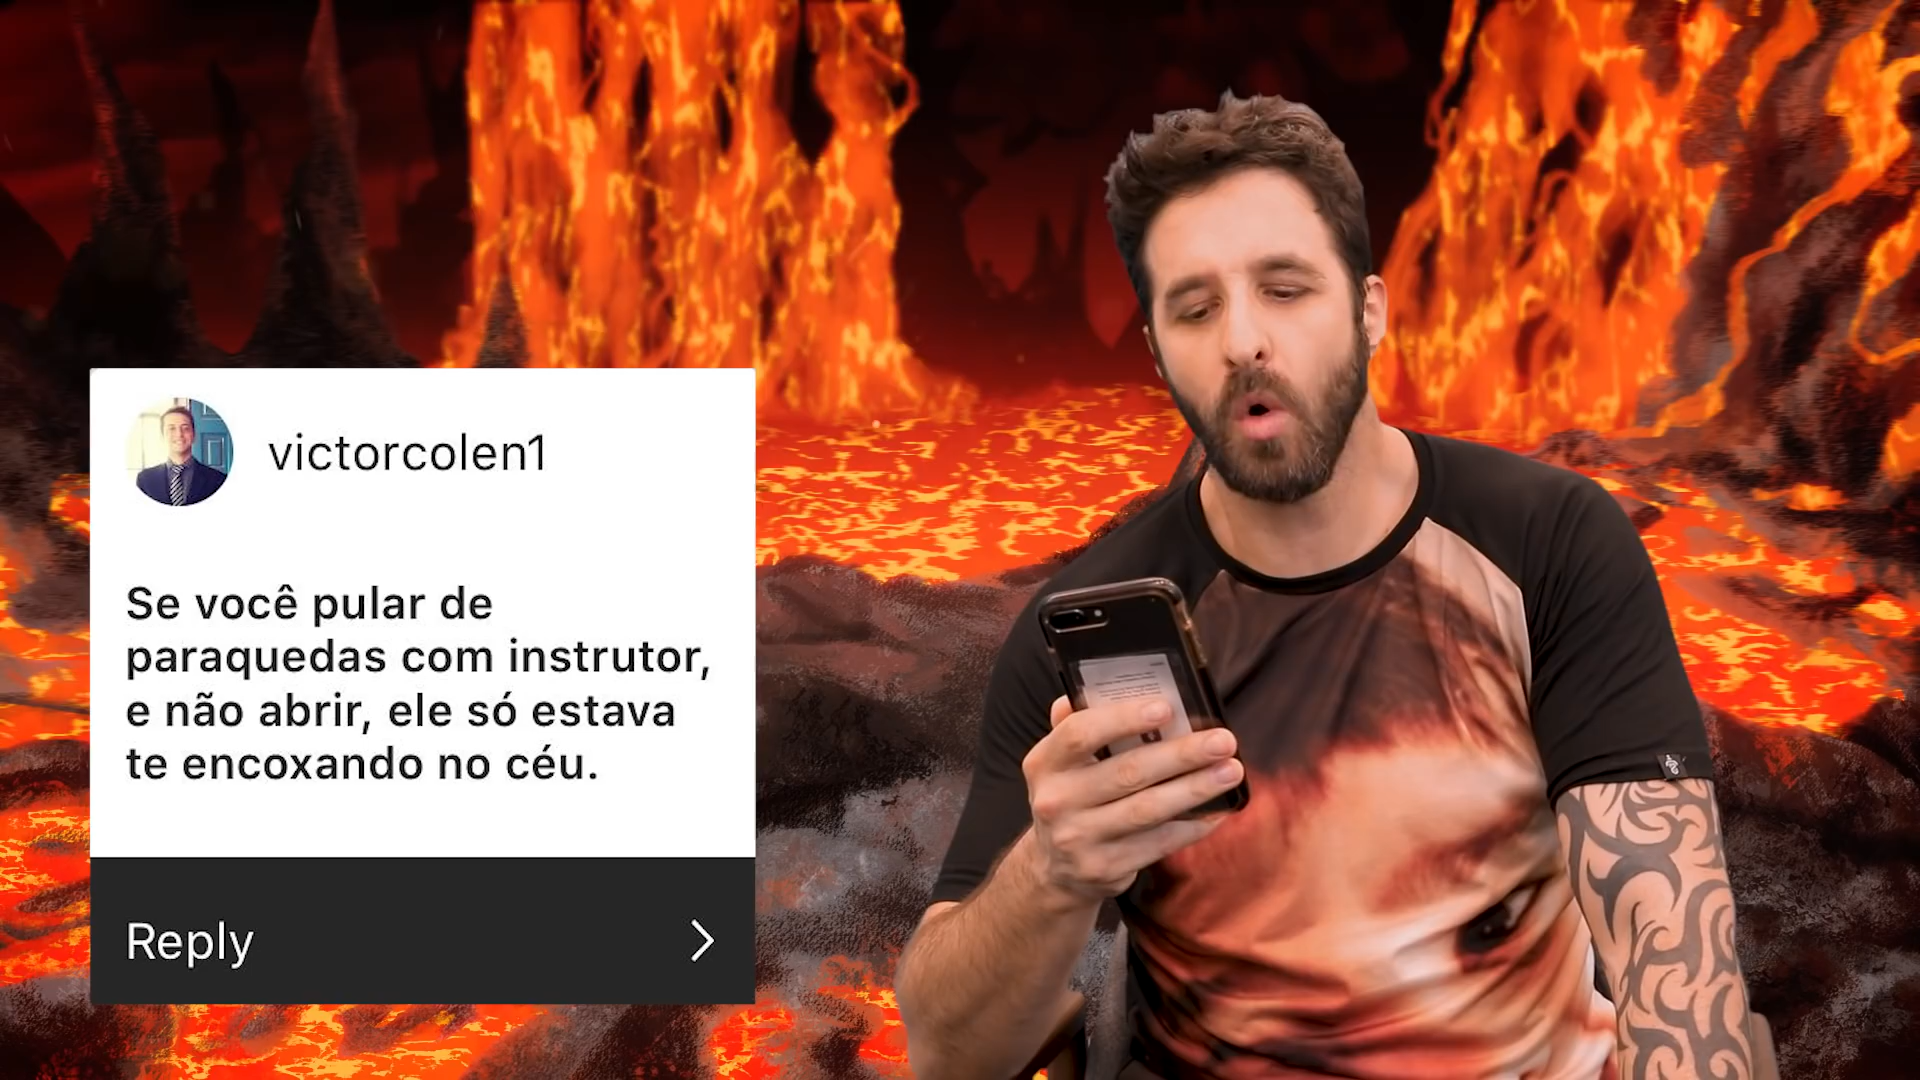 victorcolen1
Se você pular de
paraquedas com instrutor,
e não abrir, ele só estava
te encoxando no céu.
Reply